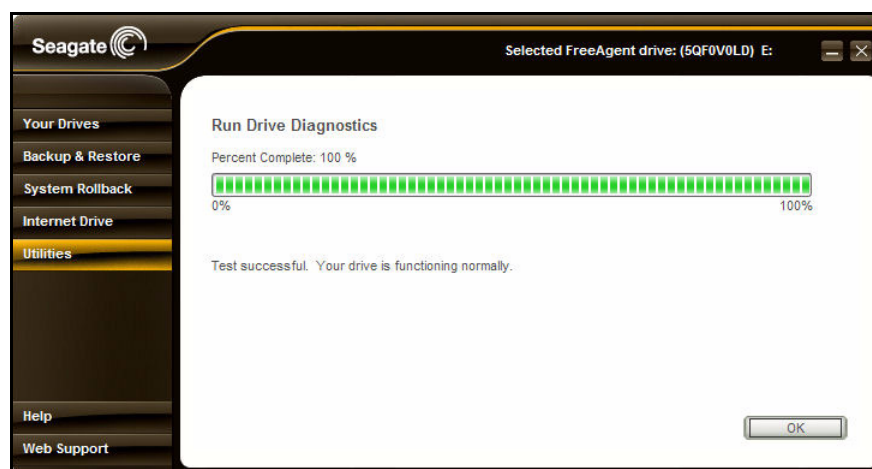 Seagate
Selected FreeAgent drive: (5QF0V0LD) E:
Your Drives
Backup & Restore
System Rollback
Internet Drive
Utilities
Help
Web Support
Run Drive Diagnostics
Percent Complete: 100 %
0% 100%
Test successful. Your drive is functioning normally.
OK